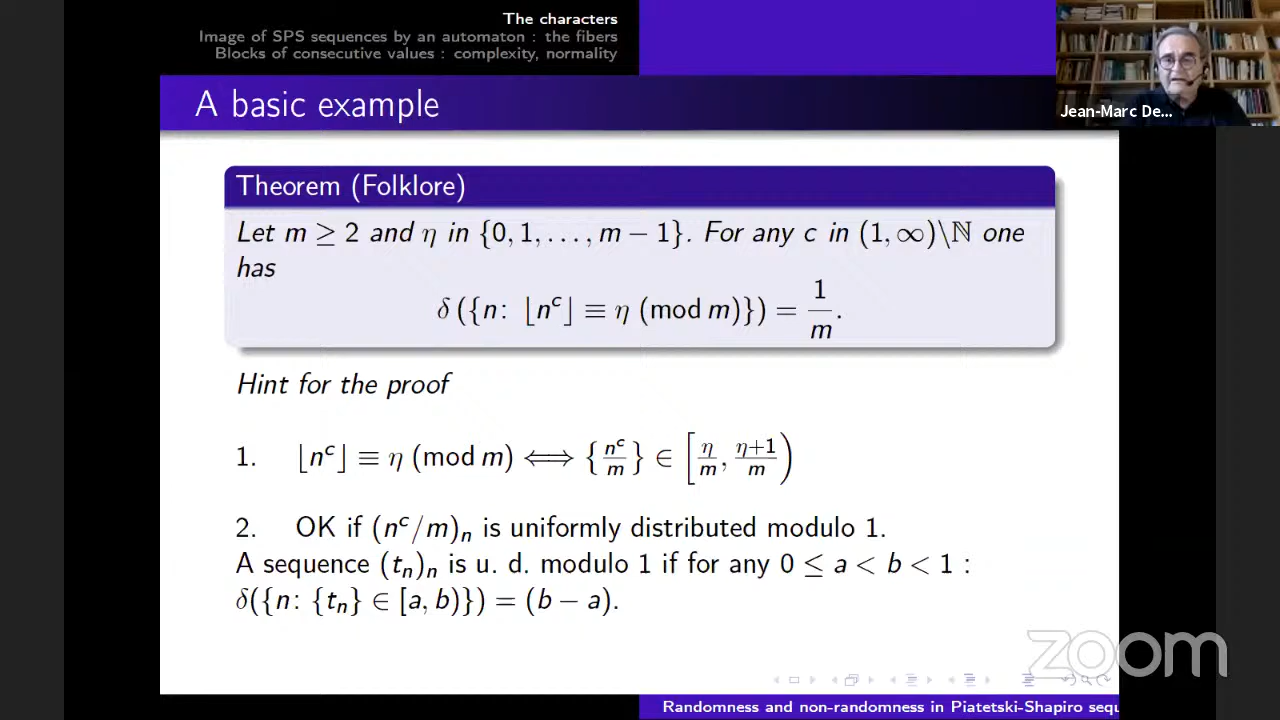 The characters
Image of SPS sequences by an automaton : the fibers
Blocks of consecutive values : complexity, normality
Jean-Marc De...
A basic example
Theorem (Folklore)
Let m ≥ 2 and η in {0, 1, . . . , m − 1}. For any c in (1, ∞)\ℕ one
has
δ ({n: ⌊n^c⌋ ≡ η (mod m)}) = 1/m.
Hint for the proof
1. ⌊n^c⌋ ≡ η (mod m) ⟺ {n^c/m} ∈ [η/m, (η+1)/m)
2. OK if (n^c/m)_n is uniformly distributed modulo 1.
A sequence (t_n)_n is u. d. modulo 1 if for any 0 ≤ a < b < 1 :
δ({n: {t_n} ∈ [a, b)}) = (b − a).
zoom
Randomness and non-randomness in Piatetski-Shapiro sequ